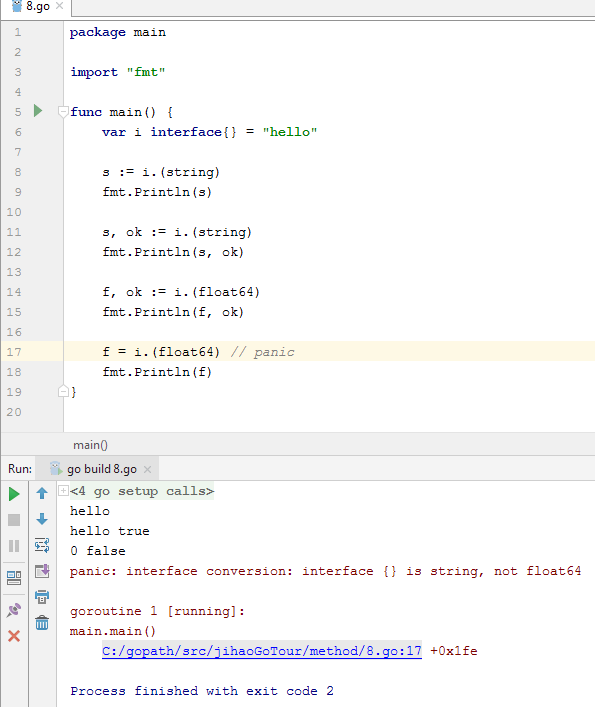 8.go
1 package main
2
3 import "fmt"
4
5 func main() {
6 var i interface{} = "hello"
7
8 s := i.(string)
9 fmt.Println(s)
10
11 s, ok := i.(string)
12 fmt.Println(s, ok)
13
14 f, ok := i.(float64)
15 fmt.Println(f, ok)
16
17 f = i.(float64) // panic
18 fmt.Println(f)
19 }
20
main()
Run: go build 8.go
<4 go setup calls>
hello
hello true
0 false
panic: interface conversion: interface {} is string, not float64
goroutine 1 [running]:
main.main()
C:/gopath/src/jihaoGoTour/method/8.go:17 +0x1fe
Process finished with exit code 2